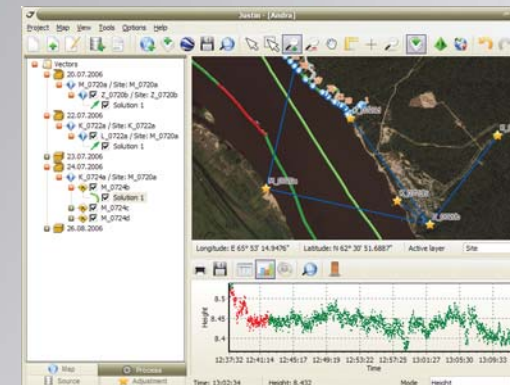 Justin - [Andra]
Project Map View Tools Options Help
Vectors
20.07.2006
M_0720a / Site: M_0720a
Z_0720b / Site: Z_0720b
Solution 1
22.07.2006
K_0722a / Site: K_0722a
L_0722a / Site: M_0720a
Solution 1
23.07.2006
24.07.2006
K_0724a / Site: M_0720a
M_0724b
Solution 1
M_0724c
M_0724d
26.08.2006
Map
Process
Source
Adjustment
Longitude: E 65° 53' 14.9476" Latitude: N 62° 30' 51.6887" Active layer Site
Height
8.5
8.45
8.4
12:37:32 12:41:14 12:45:17 12:49:19 12:53:22 12:57:25 13:01:27 13:05:30 13:09:33
Time
Time: 13:02:34 Height: 8.432 Mode Height